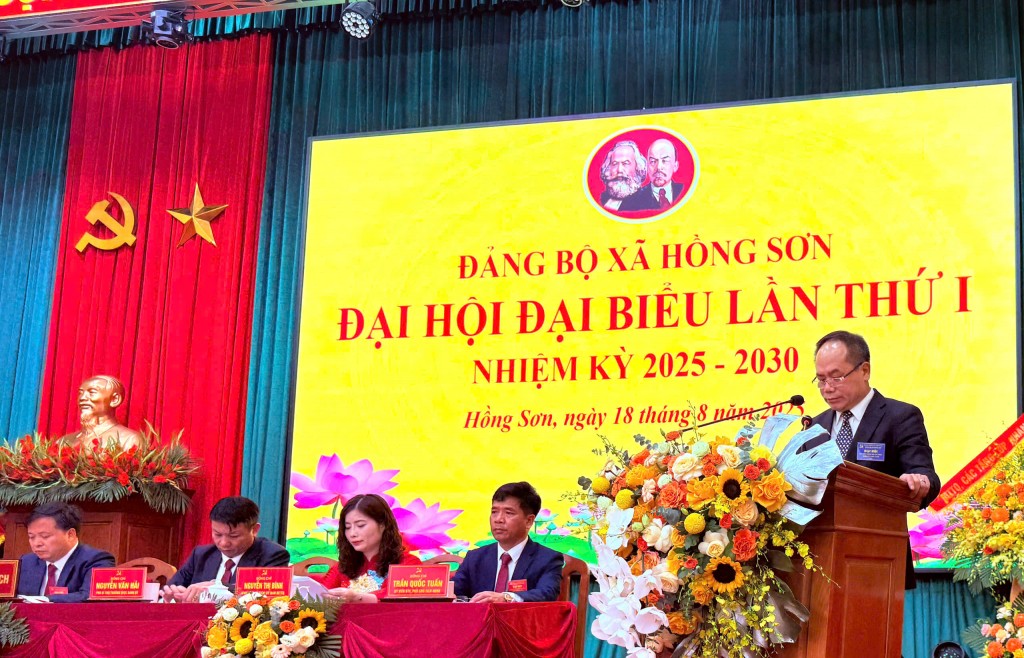 ĐẢNG BỘ XÃ HỒNG SƠN
ĐẠI HỘI ĐẠI BIỂU LẦN THỨ I
NHIỆM KỲ 2025 - 2030
Hồng Sơn, ngày 18 tháng 8 năm
NGUYỄN VĂN HẢI
NGUYỄN THỊ
TRẦN QUỐC TUẤN